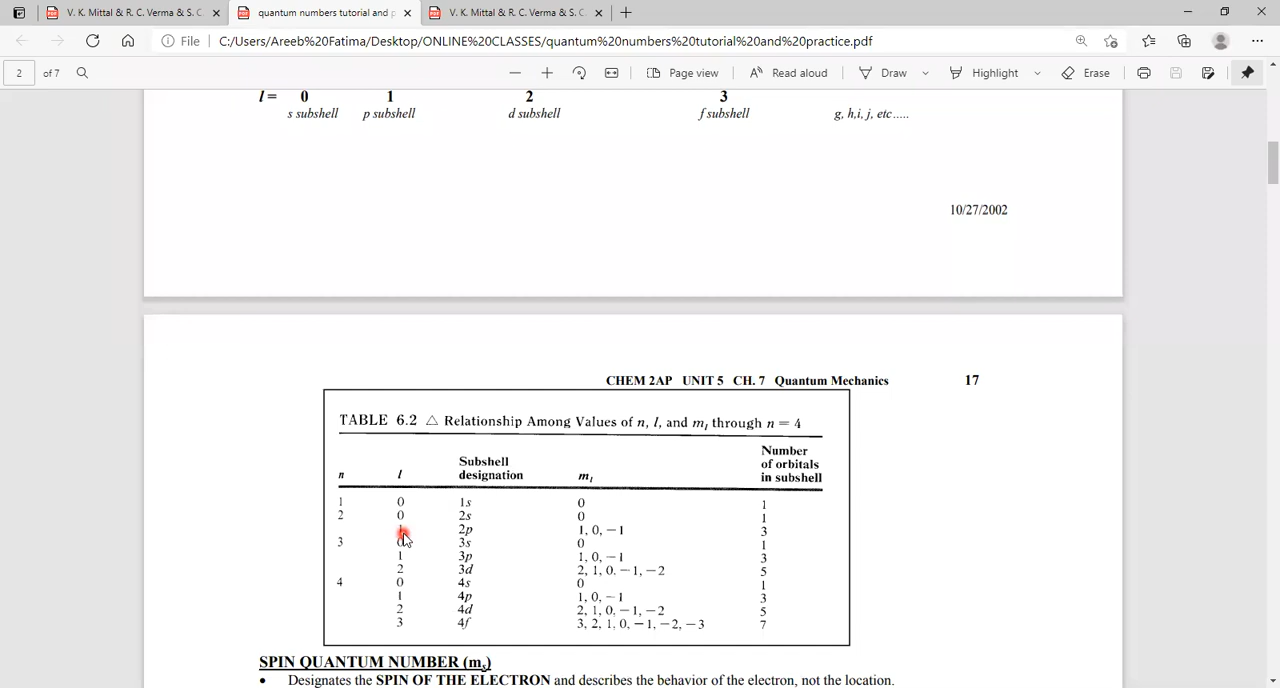 V. K. Mittal & R. C. Verma & S. C.
quantum numbers tutorial and p
V. K. Mittal & R. C. Verma & S. C.
File
C:/Users/Areeb%20Fatima/Desktop/ONLINE%20CLASSES/quantum%20numbers%20tutorial%20and%20practice.pdf
2 of 7
Page view
Read aloud
Draw
Highlight
Erase
l = 0 1 2 3
s subshell p subshell d subshell f subshell g, h,i, j, etc.....
10/27/2002
CHEM 2AP UNIT 5 CH. 7 Quantum Mechanics 17
TABLE 6.2 △ Relationship Among Values of n, l, and mₗ through n = 4
n l Subshell designation mₗ Number of orbitals in subshell
1 0 1s 0 1
2 0 2s 0 1
1 2p 1, 0, −1 3
3 0 3s 0 1
1 3p 1, 0, −1 3
2 3d 2, 1, 0, −1, −2 5
4 0 4s 0 1
1 4p 1, 0, −1 3
2 4d 2, 1, 0, −1, −2 5
3 4f 3, 2, 1, 0, −1, −2, −3 7
SPIN QUANTUM NUMBER (mₛ)
• Designates the SPIN OF THE ELECTRON and describes the behavior of the electron, not the location.